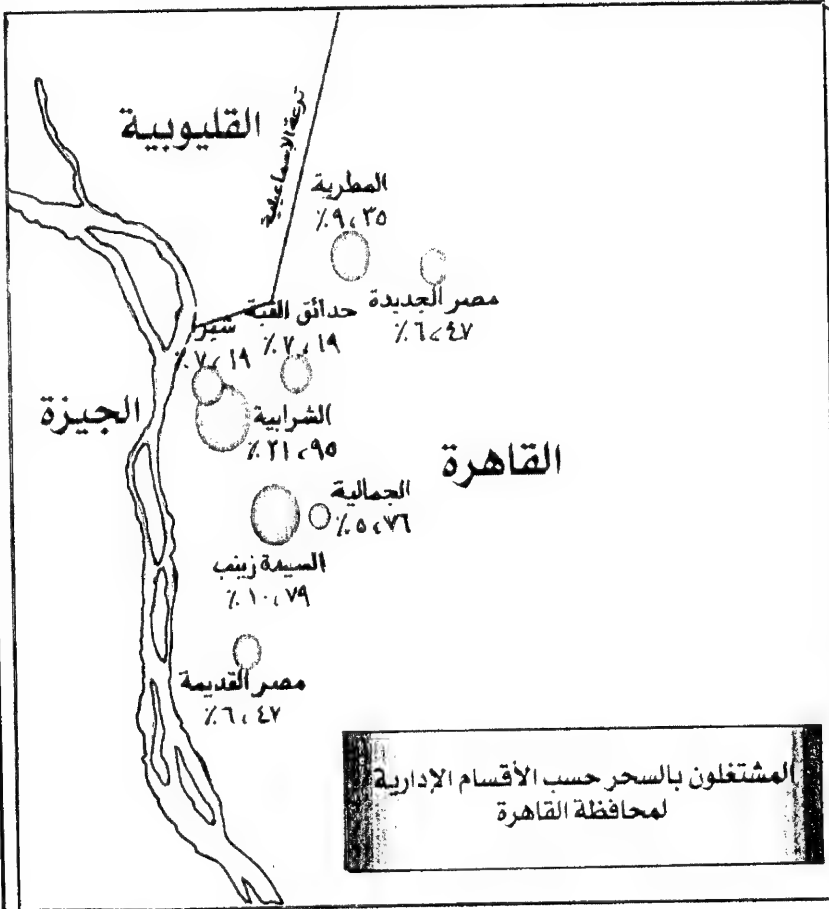 القليوبية
ترعة الإسماعيلية
المطرية
٪٩،٣٥
مصر الجديدة
٪٦،٤٧
حدائق القبة
٪٧،١٩
شبرا
٪٧،١٩
الجيزة
الشرابية
٪٢١،٩٥
القاهرة
الجمالية
٪٥،٧٦
السيدة زينب
٪١٠،٧٩
مصر القديمة
٪٦،٤٧
المشتغلون بالسحر حسب الأقسام الإدارية
لمحافظة القاهرة